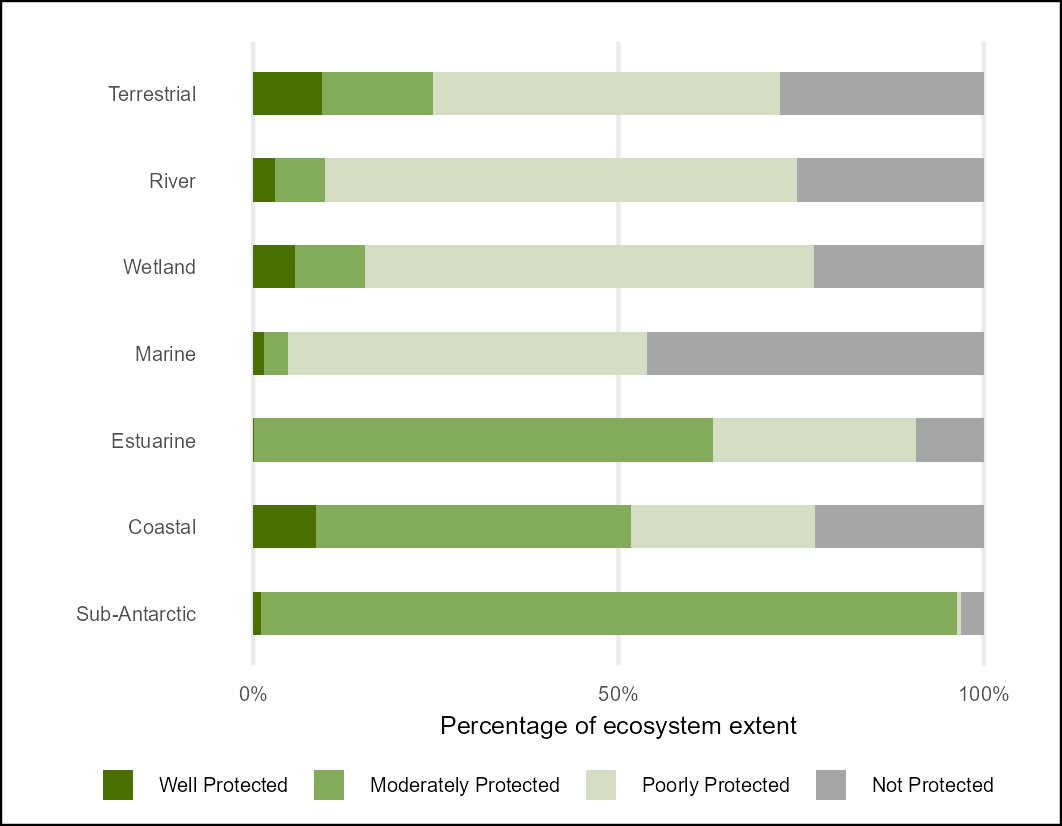 Terrestrial
River
Wetland
Marine
Estuarine
Coastal
Sub-Antarctic
0% 50% 100%
Percentage of ecosystem extent
Well Protected Moderately Protected Poorly Protected Not Protected